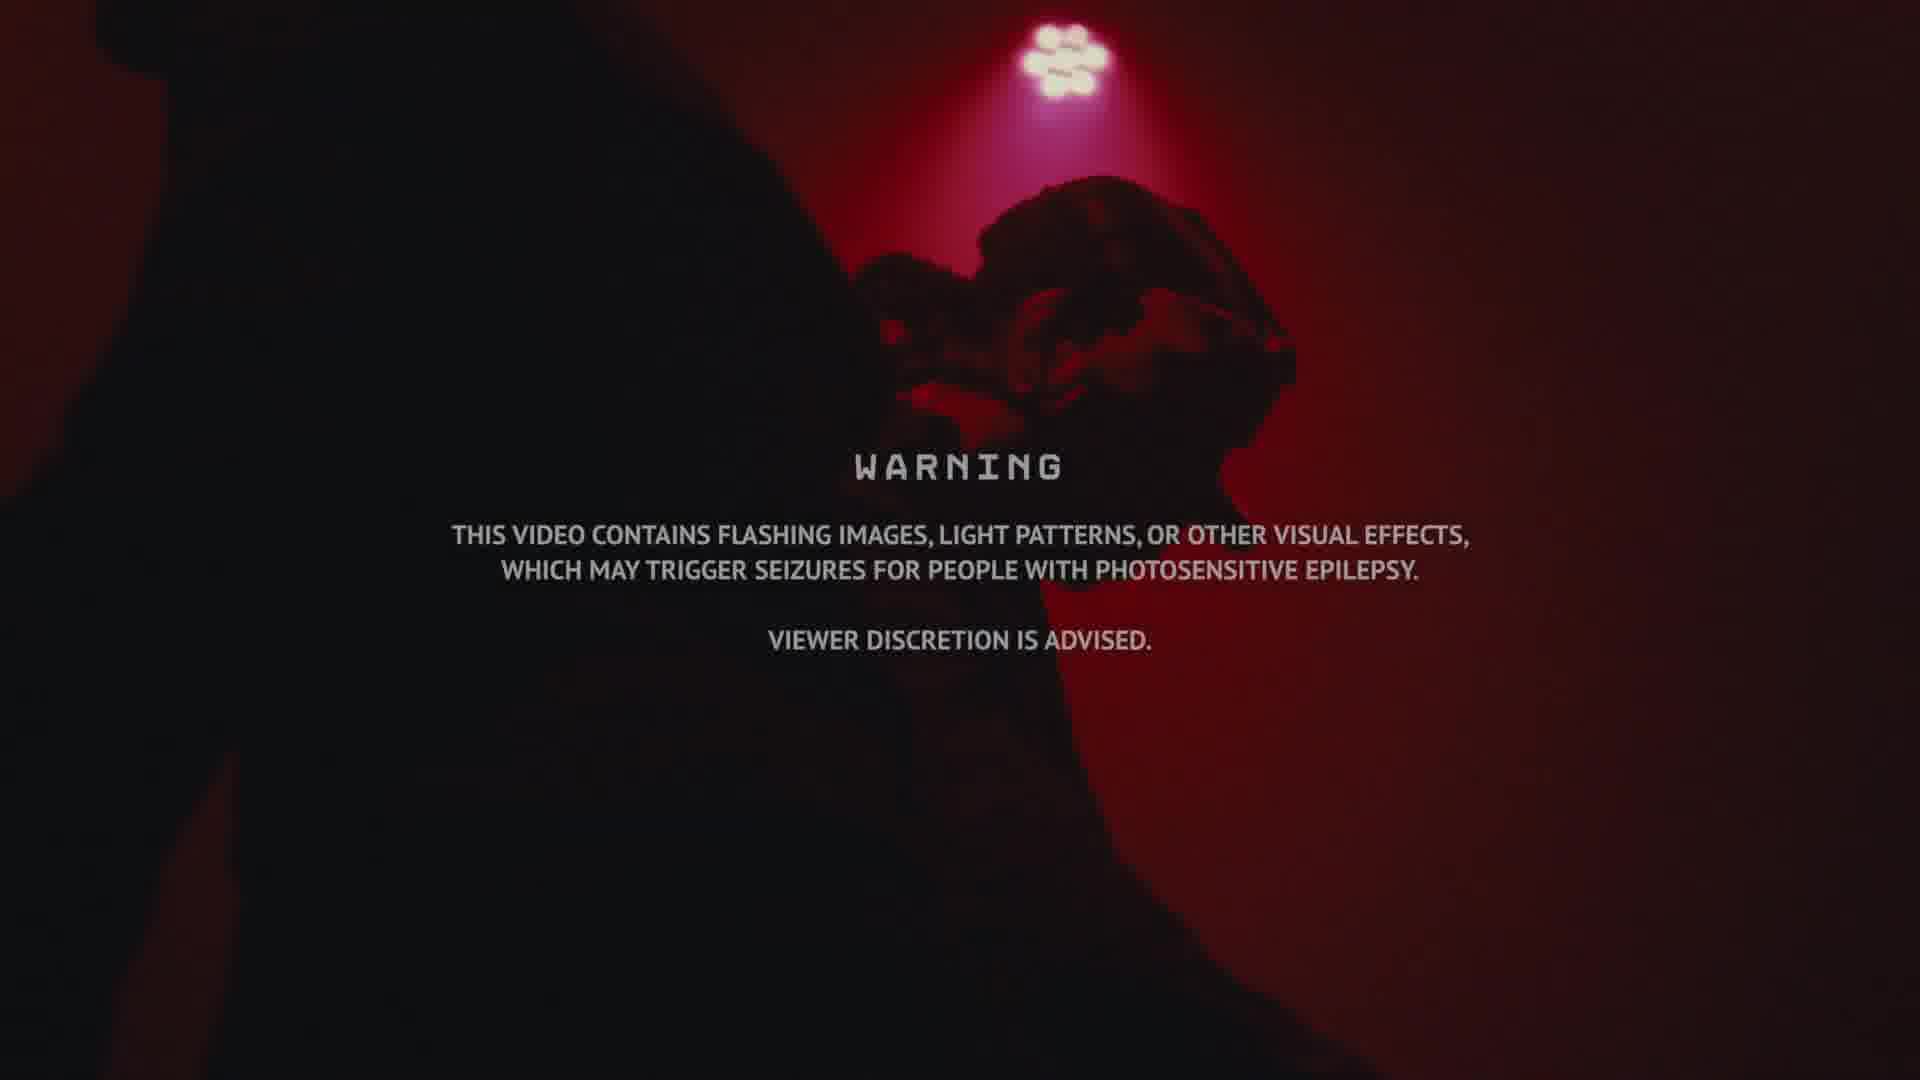 WARNING
THIS VIDEO CONTAINS FLASHING IMAGES, LIGHT PATTERNS, OR OTHER VISUAL EFFECTS,
WHICH MAY TRIGGER SEIZURES FOR PEOPLE WITH PHOTOSENSITIVE EPILEPSY.
VIEWER DISCRETION IS ADVISED.